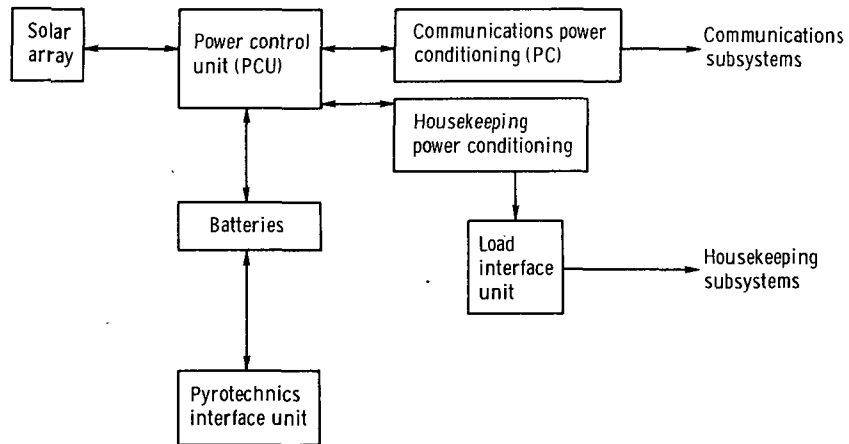 Solar
array
Power control
unit (PCU)
Communications power
conditioning (PC)
Communications
subsystems
Housekeeping
power conditioning
Batteries
Load
interface
unit
Housekeeping
subsystems
Pyrotechnics
interface unit